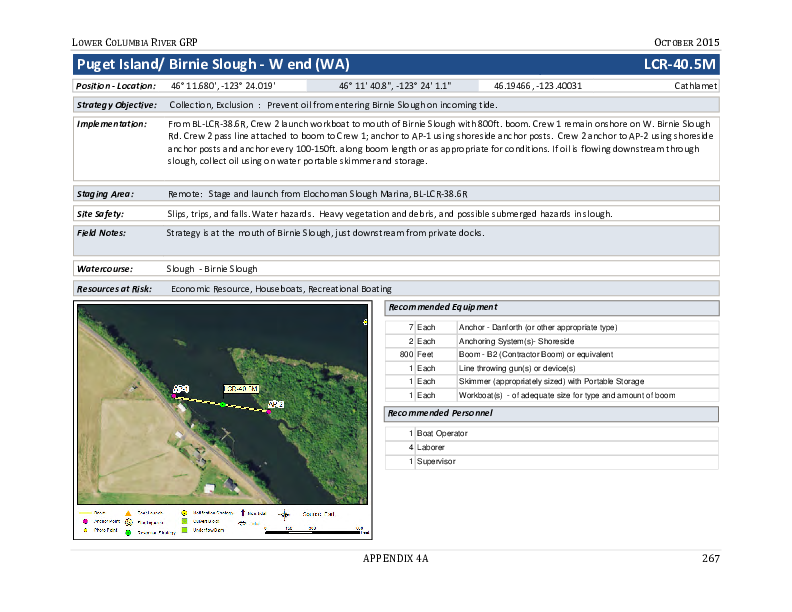 LOWER COLUMBIA RIVER GRP OCTOBER 2015
Puget Island/ Birnie Slough - W end (WA) LCR-40.5M
Position - Location: 46° 11.680', -123° 24.019' 46° 11' 40.8", -123° 24' 1.1" 46.19466 , -123.40031 Cathlamet
Strategy Objective: Collection, Exclusion : Prevent oil from entering Birnie Slough on incoming tide.
Implementation: From BL-LCR-38.6R, Crew 2 launch workboat to mouth of Birnie Slough with 800ft. boom. Crew 1 remain onshore on W. Birnie Slough
Rd. Crew 2 pass line attached to boom to Crew 1; anchor to AP-1 using shoreside anchor posts. Crew 2 anchor to AP-2 using shoreside
anchor posts and anchor every 100-150ft. along boom length or as appropriate for conditions. If oil is flowing downstream through
slough, collect oil using on water portable skimmer and storage.
Staging Area: Remote: Stage and launch from Elochoman Slough Marina, BL-LCR-38.6R
Site Safety: Slips, trips, and falls. Water hazards. Heavy vegetation and debris, and possible submerged hazards in slough.
Field Notes: Strategy is at the mouth of Birnie Slough, just downstream from private docks.
Watercourse: Slough - Birnie Slough
Resources at Risk: Economic Resource, Houseboats, Recreational Boating
Recommended Equipment
7 Each Anchor - Danforth (or other appropriate type)
2 Each Anchoring System(s)- Shoreside
800 Feet Boom - B2 (Contractor Boom) or equivalent
1 Each Line throwing gun(s) or device(s)
1 Each Skimmer (appropriately sized) with Portable Storage
1 Each Workboat(s) - of adequate size for type and amount of boom
Recommended Personnel
1 Boat Operator
4 Laborer
1 Supervisor
AP-1 LCR-40.5M AP-2
Anchor Point
Photo Point
APPENDIX 4A 267